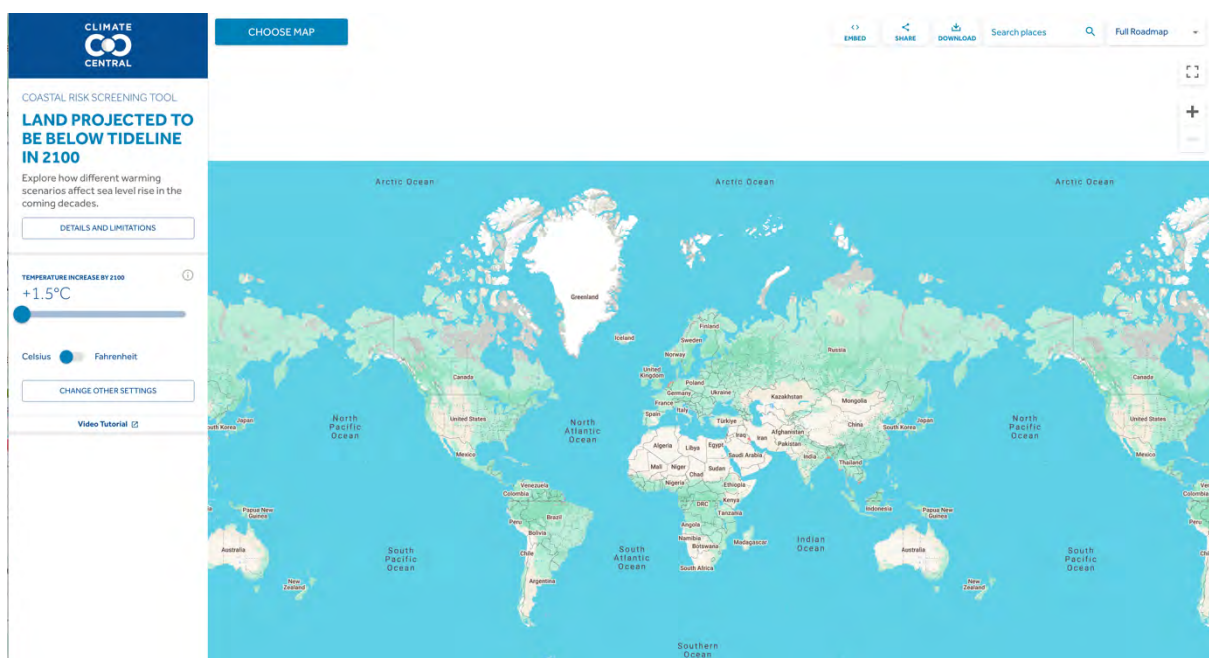 CLIMATE
CENTRAL
COASTAL RISK SCREENING TOOL
LAND PROJECTED TO
BE BELOW TIDELINE
IN 2100
Explore how different warming
scenarios affect sea level rise in the
coming decades.
DETAILS AND LIMITATIONS
TEMPERATURE INCREASE BY 2100
+1.5°C
Celsius
Fahrenheit
CHANGE OTHER SETTINGS
Video Tutorial
CHOOSE MAP
EMBED
SHARE
DOWNLOAD
Search places
Full Roadmap
Arctic Ocean
Arctic Ocean
Arctic Ocean
Greenland
Iceland
Finland
Sweden
Norway
Russia
United
Kingdom
Poland
Germany
Ukraine
France
Italy
Spain
Türkiye
Kazakhstan
Mongolia
Canada
Canada
United States
United States
North
Pacific
Ocean
North
Atlantic
Ocean
North
Pacific
Ocean
Japan
South Korea
China
Afghanistan
Pakistan
Iraq
Iran
Algeria
Libya
Egypt
Saudi Arabia
India
Thailand
Mali
Niger
Chad
Sudan
Nigeria
Ethiopia
Mexico
Mexico
Venezuela
Colombia
DRC
Kenya
Tanzania
Indonesia
Papua New
Guinea
Papua New
Guinea
Peru
Brazil
Bolivia
Angola
Namibia
Botswana
Madagascar
South Africa
Indian
Ocean
Australia
Australia
South
Pacific
Ocean
Chile
Argentina
South
Atlantic
Ocean
South
Pacific
Ocean
New
Zealand
New
Zealand
Southern
Ocean
Japan
outh Korea
Ven
Colombia
Peru
Ch